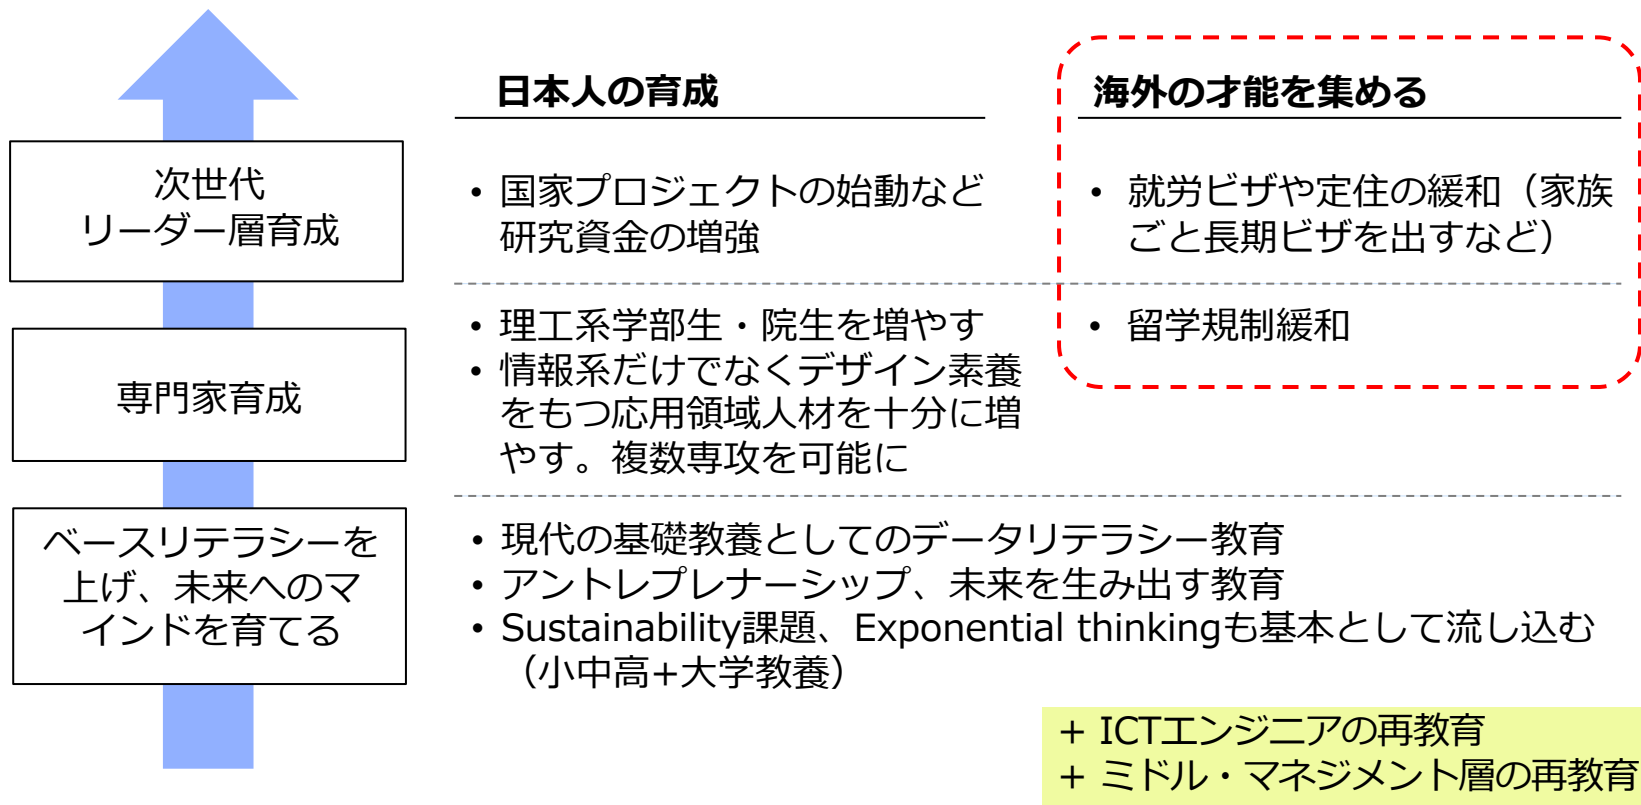 日本人の育成
海外の才能を集める
次世代
リーダー層育成
• 国家プロジェクトの始動など
研究資金の増強
• 就労ビザや定住の緩和（家族
ごと長期ビザを出すなど）
専門家育成
• 理工系学部生・院生を増やす
• 情報系だけでなくデザイン素養
をもつ応用領域人材を十分に増
やす。複数専攻を可能に
• 留学規制緩和
ベースリテラシーを
上げ、未来へのマ
インドを育てる
• 現代の基礎教養としてのデータリテラシー教育
• アントレプレナーシップ、未来を生み出す教育
• Sustainability課題、Exponential thinkingも基本として流し込む
（小中高+大学教養）
+ ICTエンジニアの再教育
+ ミドル・マネジメント層の再教育